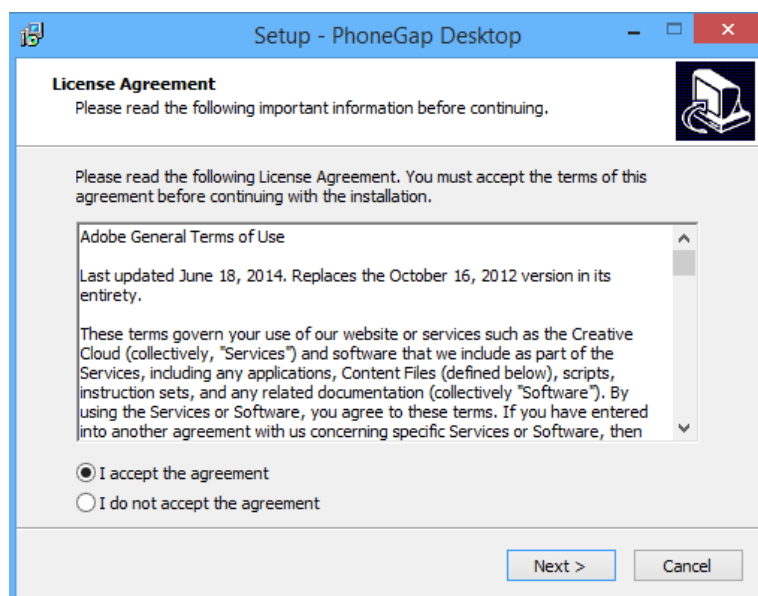 Setup - PhoneGap Desktop
License Agreement
Please read the following important information before continuing.
Please read the following License Agreement. You must accept the terms of this
agreement before continuing with the installation.
Adobe General Terms of Use
Last updated June 18, 2014. Replaces the October 16, 2012 version in its
entirety.
These terms govern your use of our website or services such as the Creative
Cloud (collectively, "Services") and software that we include as part of the
Services, including any applications, Content Files (defined below), scripts,
instruction sets, and any related documentation (collectively "Software"). By
using the Services or Software, you agree to these terms. If you have entered
into another agreement with us concerning specific Services or Software, then
I accept the agreement
I do not accept the agreement
Next >
Cancel